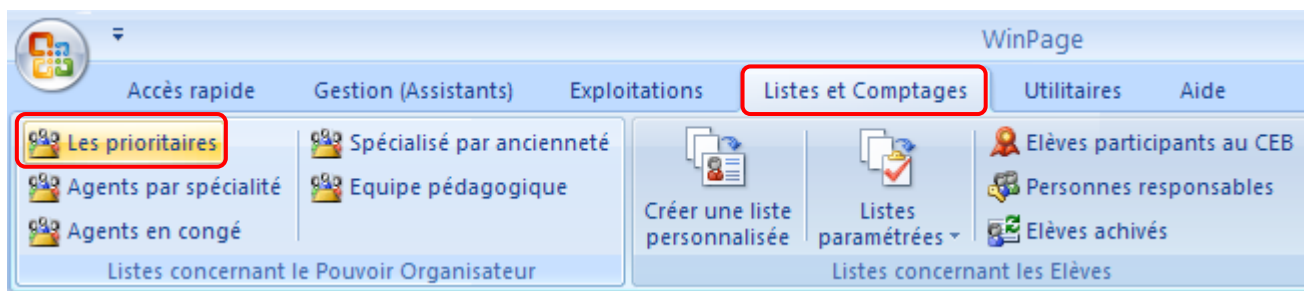 WinPage
Accès rapide
Gestion (Assistants)
Exploitations
Listes et Comptages
Utilitaires
Aide
Les prioritaires
Agents par spécialité
Agents en congé
Spécialisé par ancienneté
Equipe pédagogique
Listes concernant le Pouvoir Organisateur
Créer une liste
personnalisée
Listes
paramétrées
Elèves participants au CEB
Personnes responsables
Elèves achivés
Listes concernant les Elèves